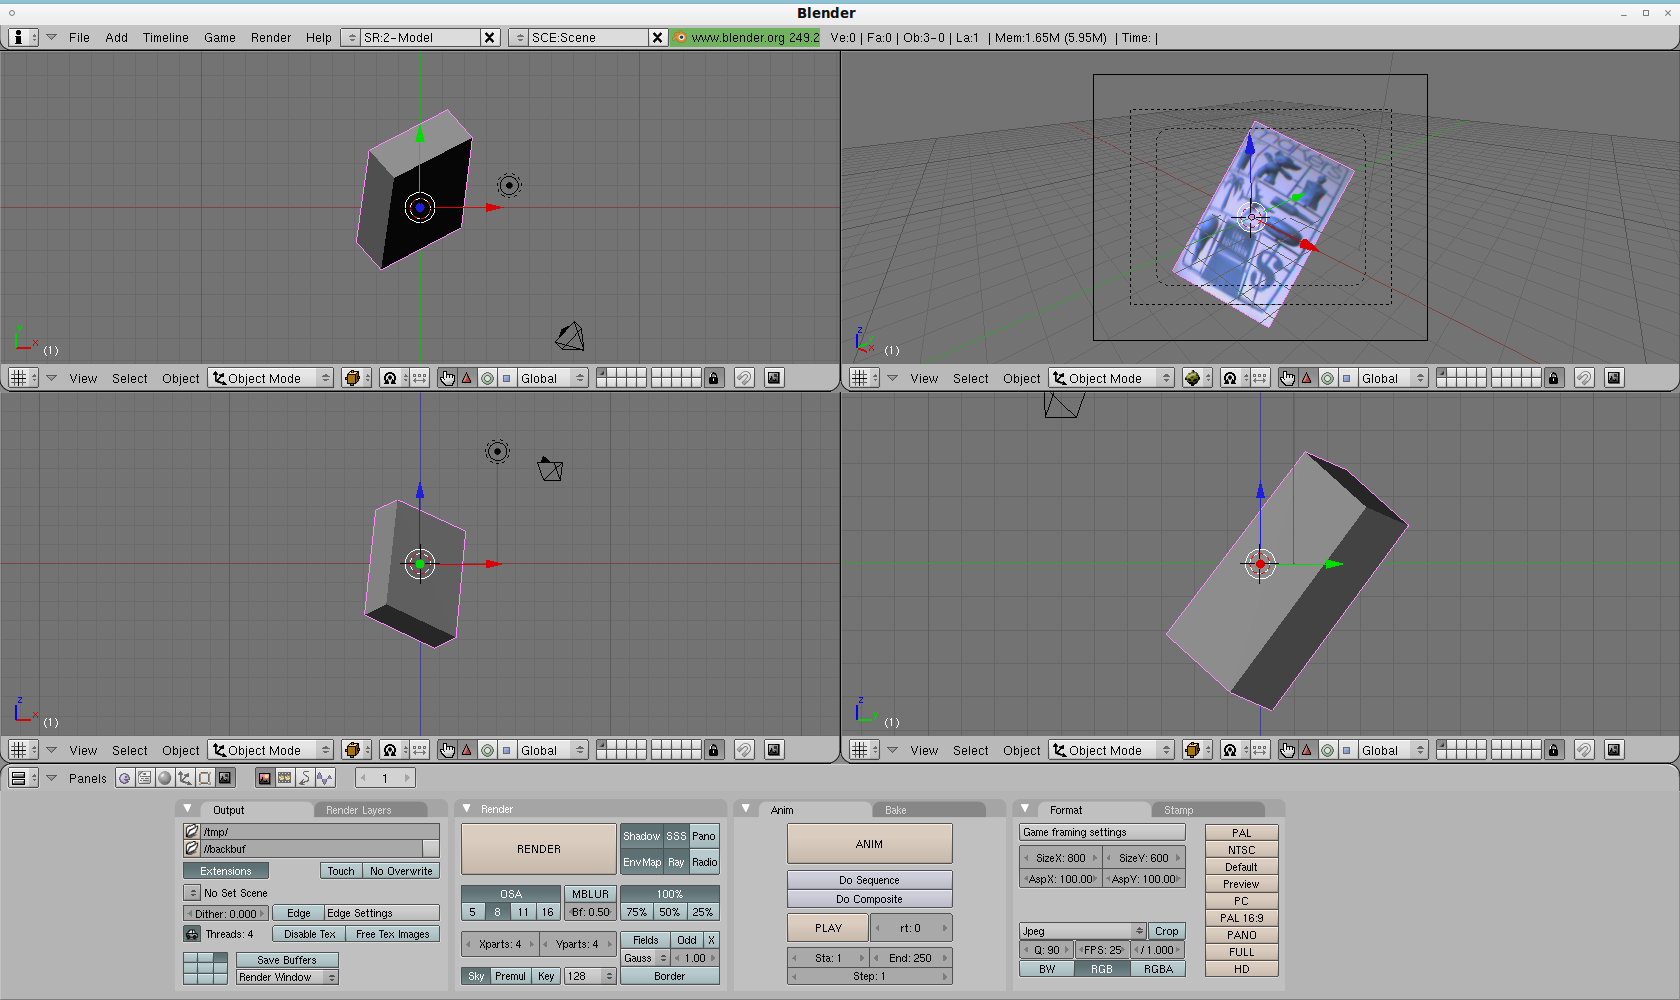 Blender
File Add Timeline Game Render Help SR:2-Model SCE:Scene www.blender.org 249.2 Ve:0 | Fa:0 | Ob:3-0 | La:1 | Mem:1.65M (5.95M) | Time: |
(1)
z
(1)
View Select Object Object Mode Global
View Select Object Object Mode Global
z x (1)
z
(1)
View Select Object Object Mode Global
View Select Object Object Mode Global
Panels 1
Output Render Layers
/tmp/
//backbuf
Extensions Touch No Overwrite
No Set Scene
Dither: 0.000 Edge Edge Settings
Threads: 4 Disable Tex Free Tex Images
Save Buffers
Render Window
Render
RENDER Shadow SSS Pano
EnvMap Ray Radio
OSA MBLUR 100%
5 8 11 16 Bf: 0.50 75% 50% 25%
Xparts: 4 Yparts: 4 Fields Odd X
Gauss 1.00
Sky Premul Key 128 Border
Anim Bake
ANIM
Do Sequence
Do Composite
PLAY rt: 0
Sta: 1 End: 250
Step: 1
Format Stamp
Game framing settings
SizeX: 800 SizeY: 600
AspX: 100.00 AspY: 100.00
Jpeg Crop
Q: 90 FPS: 25 / 1.000
BW RGB RGBA
PAL
NTSC
Default
Preview
PC
PAL 16:9
PANO
FULL
HD